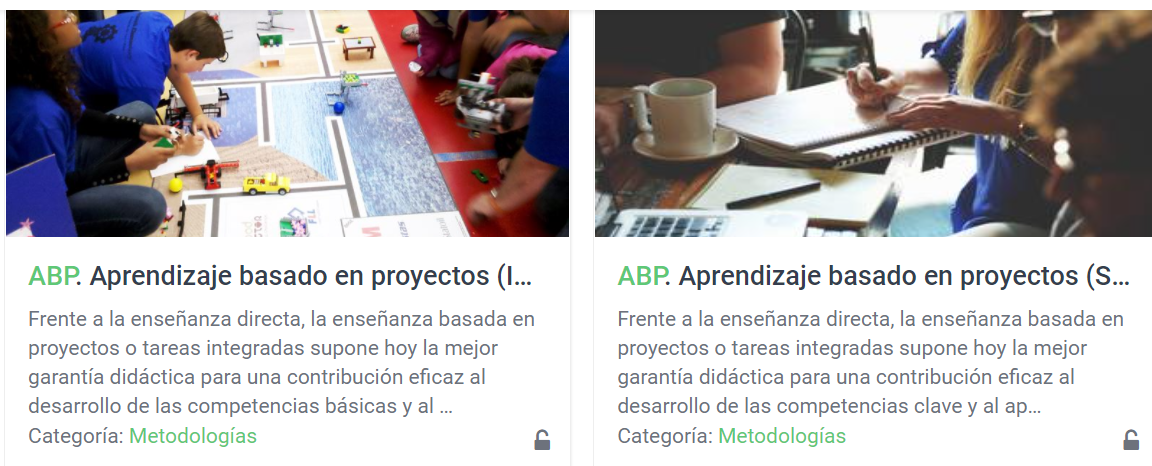 ABP. Aprendizaje basado en proyectos (I...
Frente a la enseñanza directa, la enseñanza basada en
proyectos o tareas integradas supone hoy la mejor
garantía didáctica para una contribución eficaz al
desarrollo de las competencias básicas y al ...
Categoría: Metodologías
ABP. Aprendizaje basado en proyectos (S...
Frente a la enseñanza directa, la enseñanza basada en
proyectos o tareas integradas supone hoy la mejor
garantía didáctica para una contribución eficaz al
desarrollo de las competencias clave y al ap...
Categoría: Metodologías